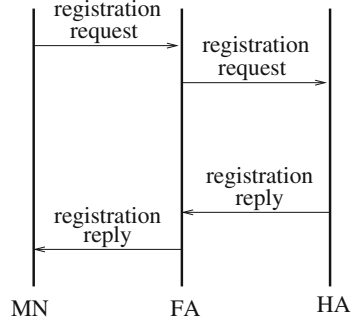 registration
request
registration
request
registration
reply
registration
reply
MN
FA
HA